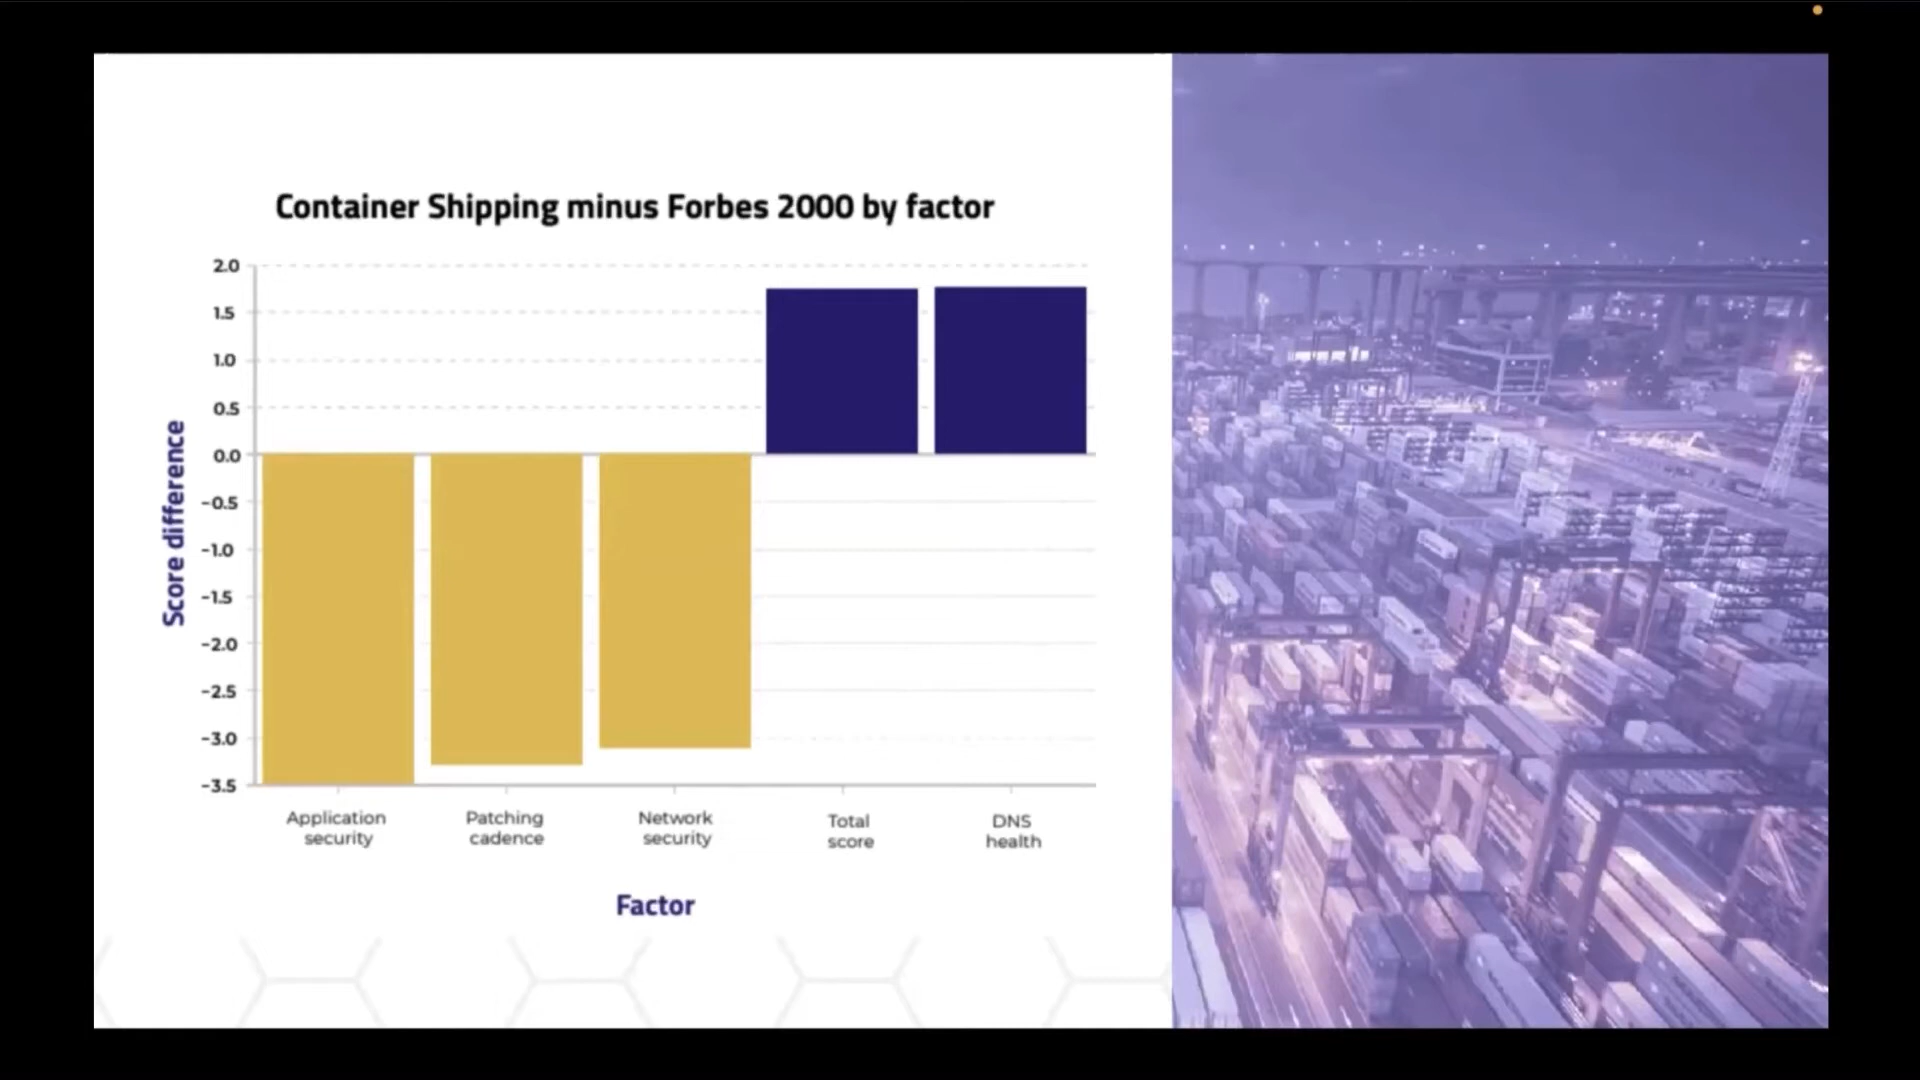 Container Shipping minus Forbes 2000 by factor
2.0
1.5
1.0
0.5
0.0
−0.5
−1.0
−1.5
−2.0
−2.5
−3.0
−3.5
Score difference
Application
security
Patching
cadence
Network
security
Total
score
DNS
health
Factor